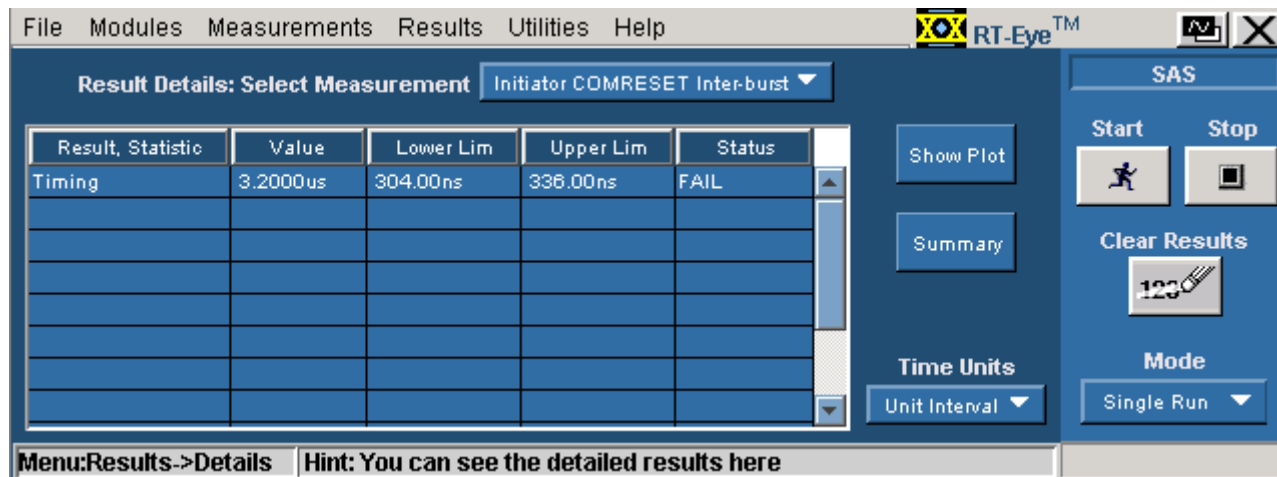 File Modules Measurements Results Utilities Help
RT-Eye™
Result Details: Select Measurement Initiator COMRESET Inter-burst
SAS
Result, Statistic Value Lower Lim Upper Lim Status
Timing 3.2000us 304.00ns 336.00ns FAIL
Show Plot
Summary
Start Stop
Clear Results
123
Time Units
Unit Interval
Mode
Single Run
Menu:Results->Details Hint: You can see the detailed results here